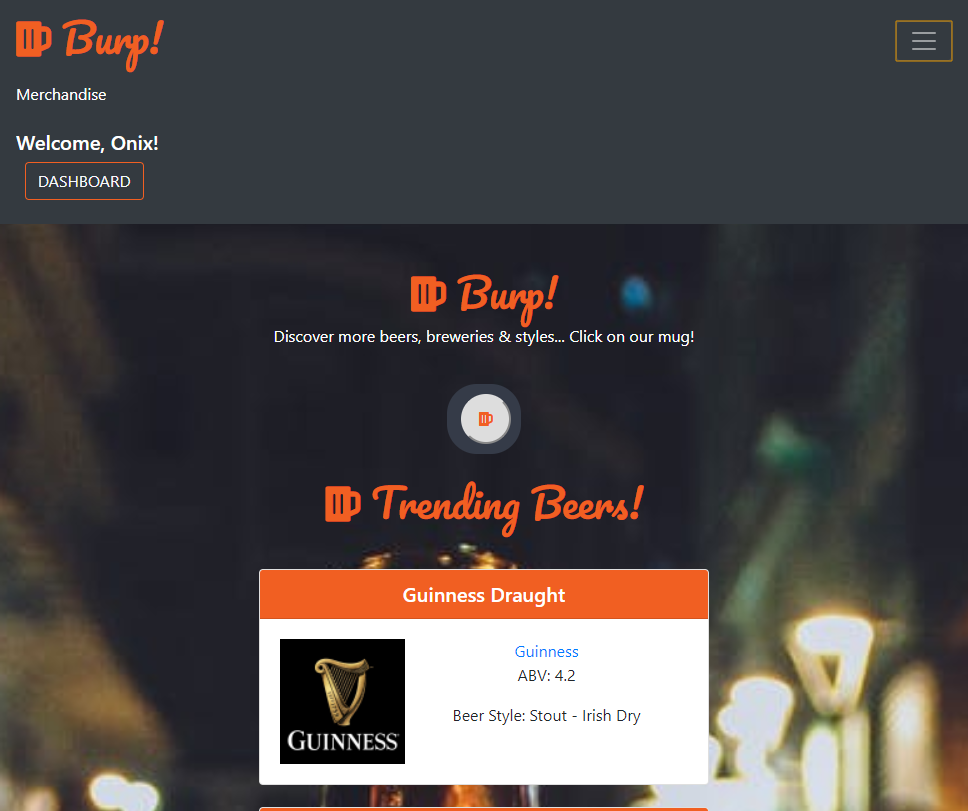 Burp!
Merchandise
Welcome, Onix!
DASHBOARD
Burp!
Discover more beers, breweries & styles... Click on our mug!
Trending Beers!
Guinness Draught
Guinness
ABV: 4.2
Beer Style: Stout - Irish Dry
GUINNESS